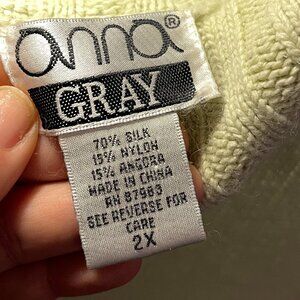 anna®
GRAY
70% SILK
15% NYLON
15% ANGORA
MADE IN CHINA
RN 87983
SEE REVERSE FOR
CARE
2X